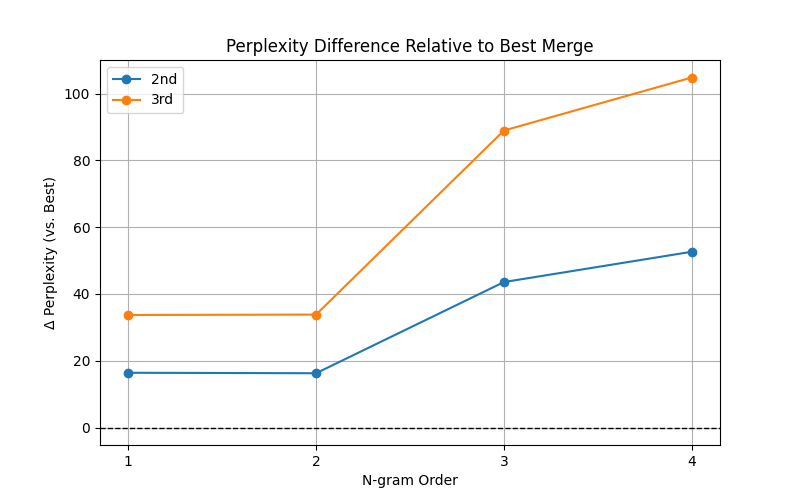 Perplexity Difference Relative to Best Merge
2nd
3rd
Δ Perplexity (vs. Best)
100
80
60
40
20
0
1 2 3 4
N-gram Order